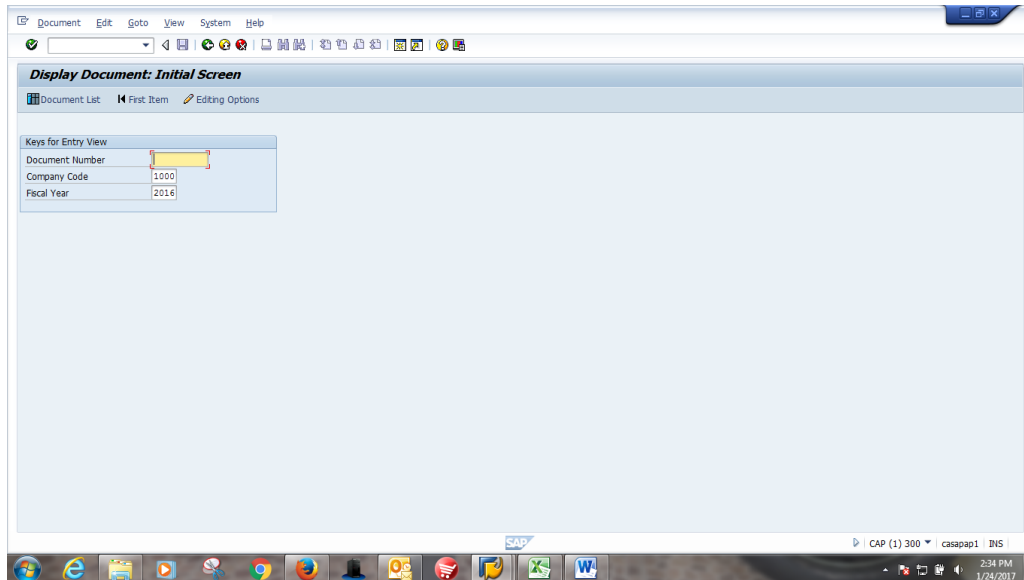 Document Edit Goto View System Help
Display Document: Initial Screen
Document List First Item Editing Options
Keys for Entry View
Document Number
Company Code 1000
Fiscal Year 2016
SAP
CAP (1) 300 casapap1 INS
2:34 PM
1/24/2017